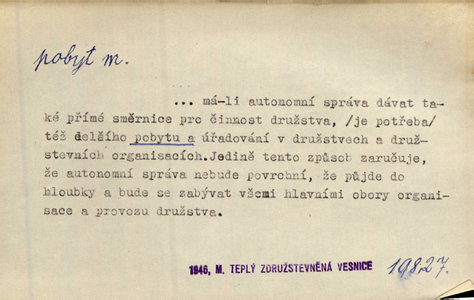 pobyt m.
... má-li autonomní správa dávat ta-
ké přímé směrnice pro činnost družstva, /je potřeba/
též delšího pobytu a úřadování v družstvech a druž-
stevních organisacích.Jedině tento způsob zaručuje,
že autonomní správa nebude povrchní, že půjde do
hloubky a bude se zabývat všemi hlavními obory organi-
sace a provozu družstva.
1946, M. TEPLÝ ZDRUŽSTEVNĚNÁ VESNICE
198.27.